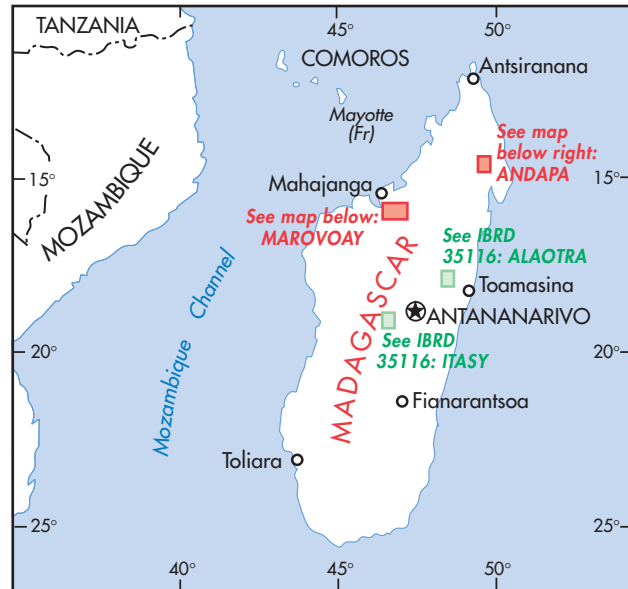 45°
50°
TANZANIA
COMOROS
Antsiranana
Mayotte
(Fr)
See map
below right:
ANDAPA
MOZAMBIQUE
15°
Mahajanga
15°
See map below:
MAROVOAY
See IBRD
35116: ALAOTRA
Mozambique Channel
MADAGASCAR
Toamasina
ANTANANARIVO
20°
See IBRD
35116: ITASY
20°
Fianarantsoa
Toliara
25°
25°
40°
45°
50°